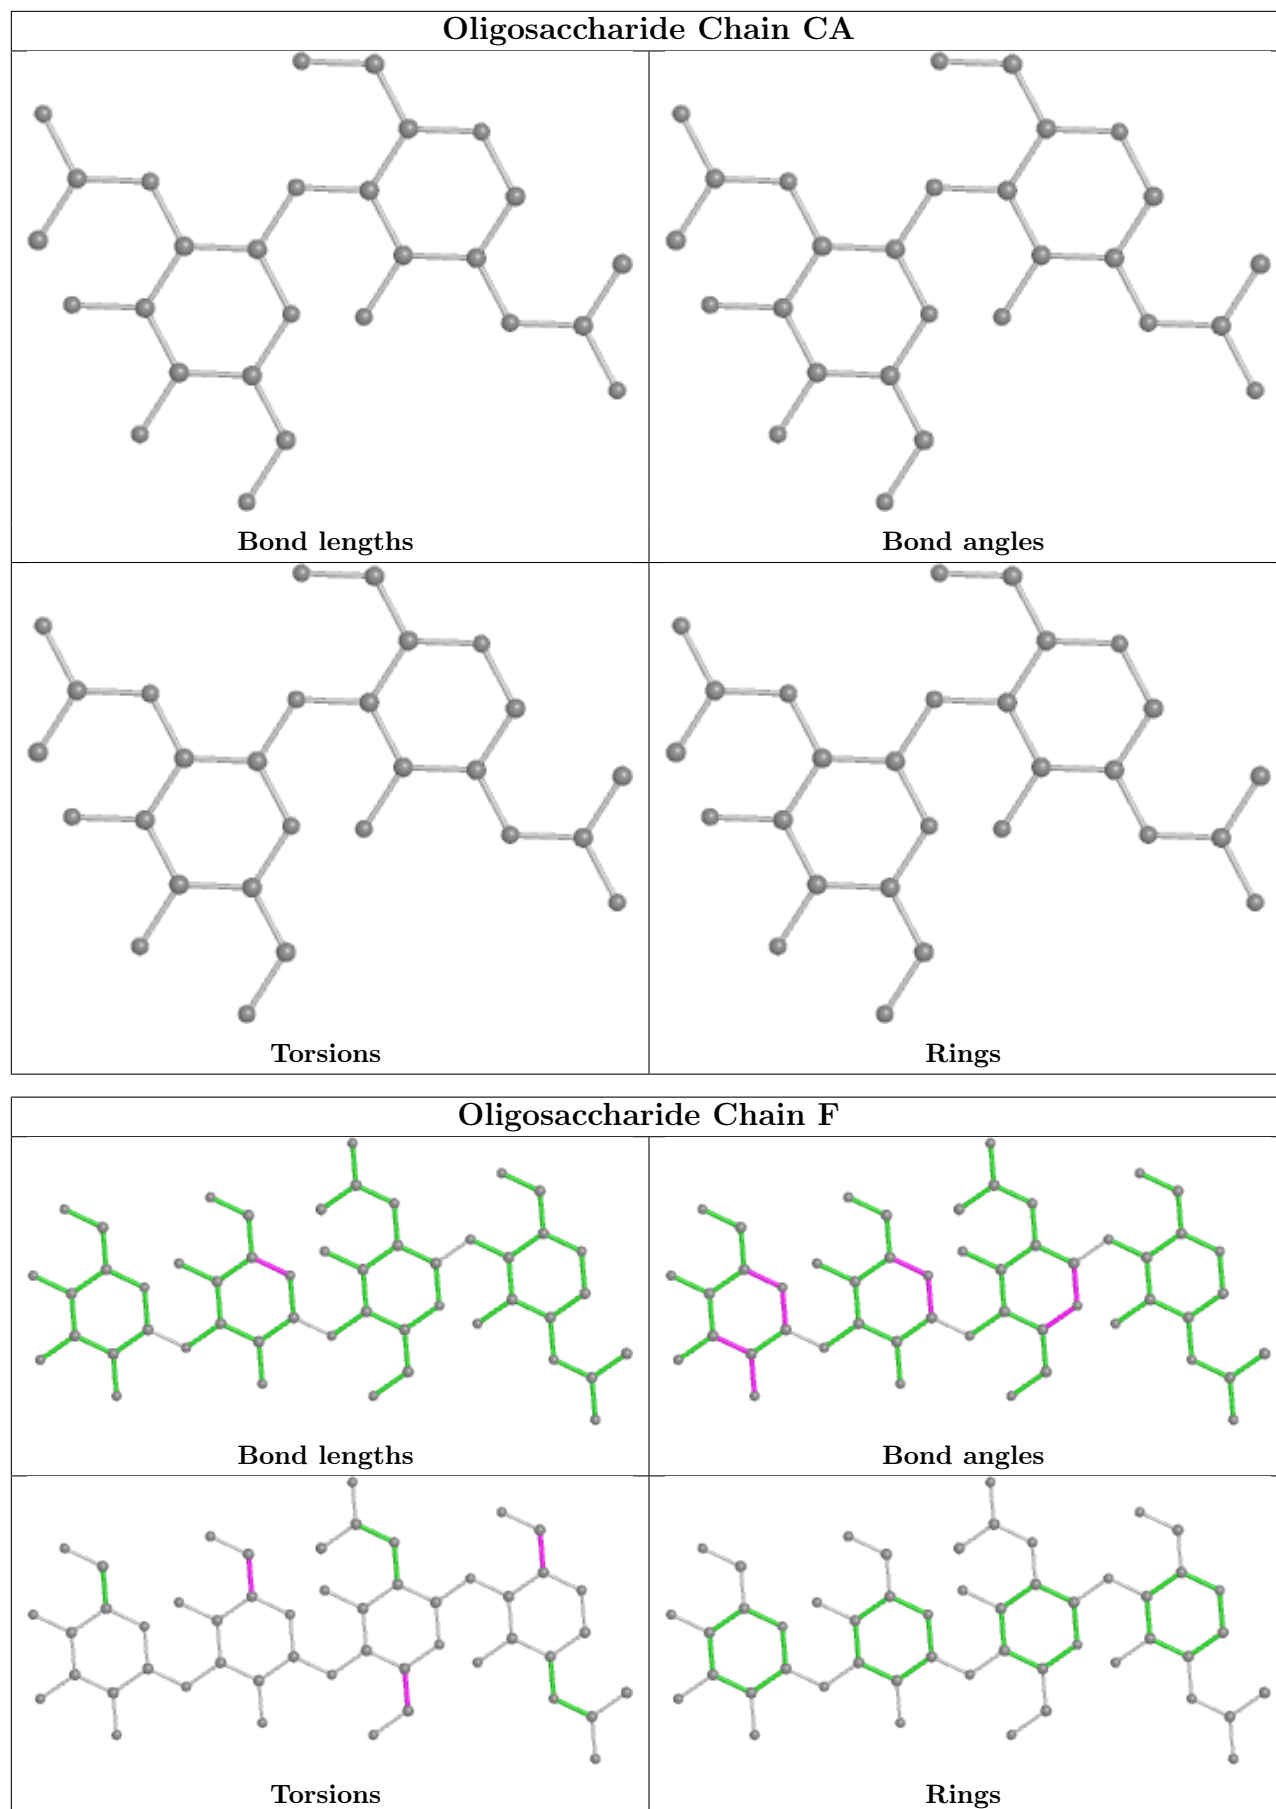 Oligosaccharide Chain CA
Bond lengths
Bond angles
Torsions
Rings
Oligosaccharide Chain F
Bond lengths
Bond angles
Torsions
Rings